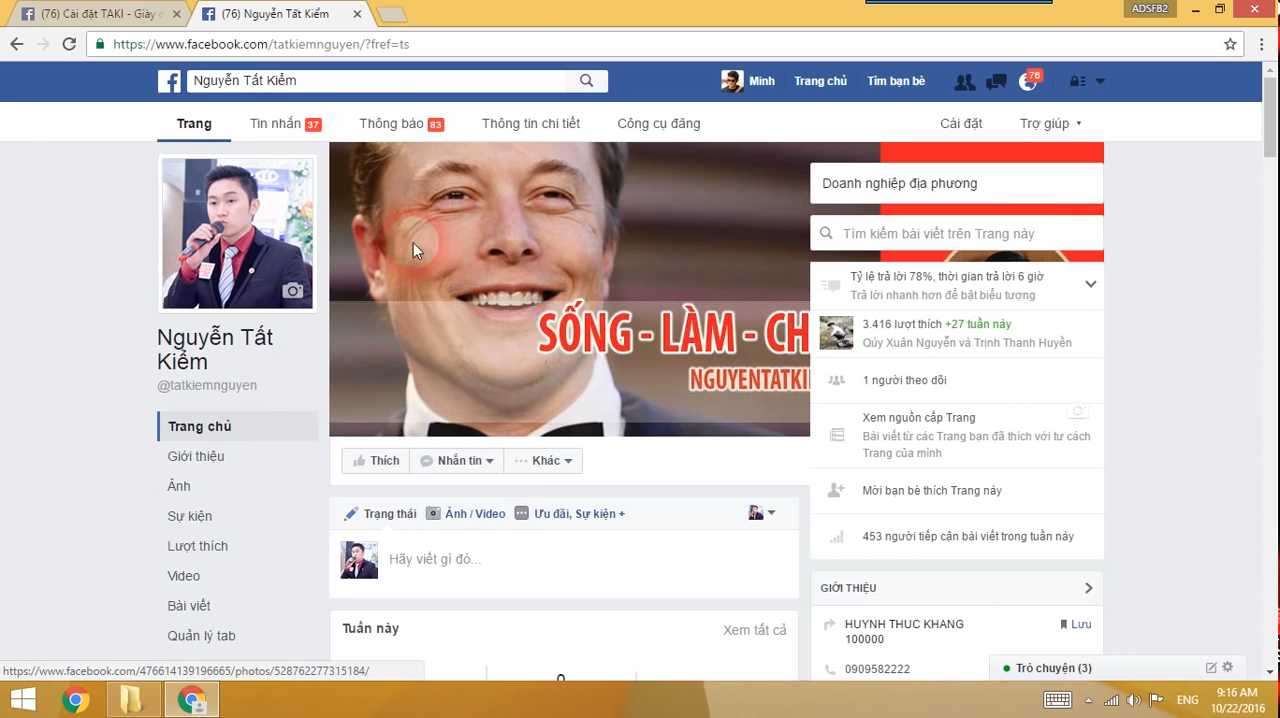 (76) Cài đặt TAKI - Giày d
(76) Nguyễn Tất Kiểm
ADSFB2
https://www.facebook.com/tatkiemnguyen/?fref=ts
Nguyễn Tất Kiểm
Minh
Trang chủ
Tìm bạn bè
76
Trang
Tin nhắn 37
Thông báo 83
Thông tin chi tiết
Công cụ đăng
Cài đặt
Trợ giúp
Doanh nghiệp địa phương
Tìm kiếm bài viết trên Trang này
Tỷ lệ trả lời 78%, thời gian trả lời 6 giờ
Trả lời nhanh hơn để bật biểu tượng
SỐNG - LÀM - CH
NGUYENTATKI
3.416 lượt thích +27 tuần này
Qúy Xuân Nguyễn và Trịnh Thanh Huyền
Nguyễn Tất
Kiểm
@tatkiemnguyen
1 người theo dõi
Xem nguồn cấp Trang
Bài viết từ các Trang bạn đã thích với tư cách
Trang của mình
Trang chủ
Giới thiệu
Ảnh
Sự kiện
Lượt thích
Video
Bài viết
Quản lý tab
Thích
Nhắn tin
Khác
Mời bạn bè thích Trang này
Trạng thái
Ảnh / Video
Ưu đãi, Sự kiện +
453 người tiếp cận bài viết trong tuần này
Hãy viết gì đó...
GIỚI THIỆU
Tuần này
Xem tất cả
HUYNH THUC KHANG
100000
Lưu
0909582222
Trò chuyện (3)
https://www.facebook.com/476614139196665/photos/528762277315184/
ENG
9:16 AM
10/22/2016